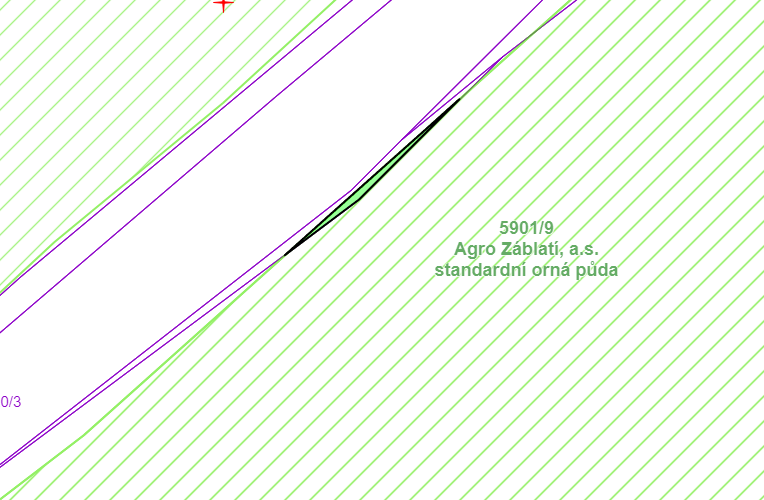 5901/9
Agro Záblatí, a.s.
standardní orná půda
0/3